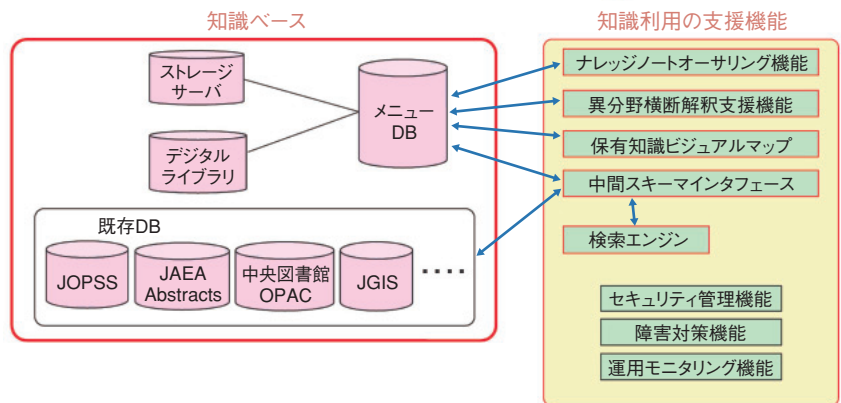 知識ベース
ストレージ
サーバ
デジタル
ライブラリ
メニュー
DB
既存DB
JOPSS
JAEA
Abstracts
中央図書館
OPAC
JGIS
・・・・
知識利用の支援機能
ナレッジノートオーサリング機能
異分野横断解釈支援機能
保有知識ビジュアルマップ
中間スキーマインタフェース
検索エンジン
セキュリティ管理機能
障害対策機能
運用モニタリング機能